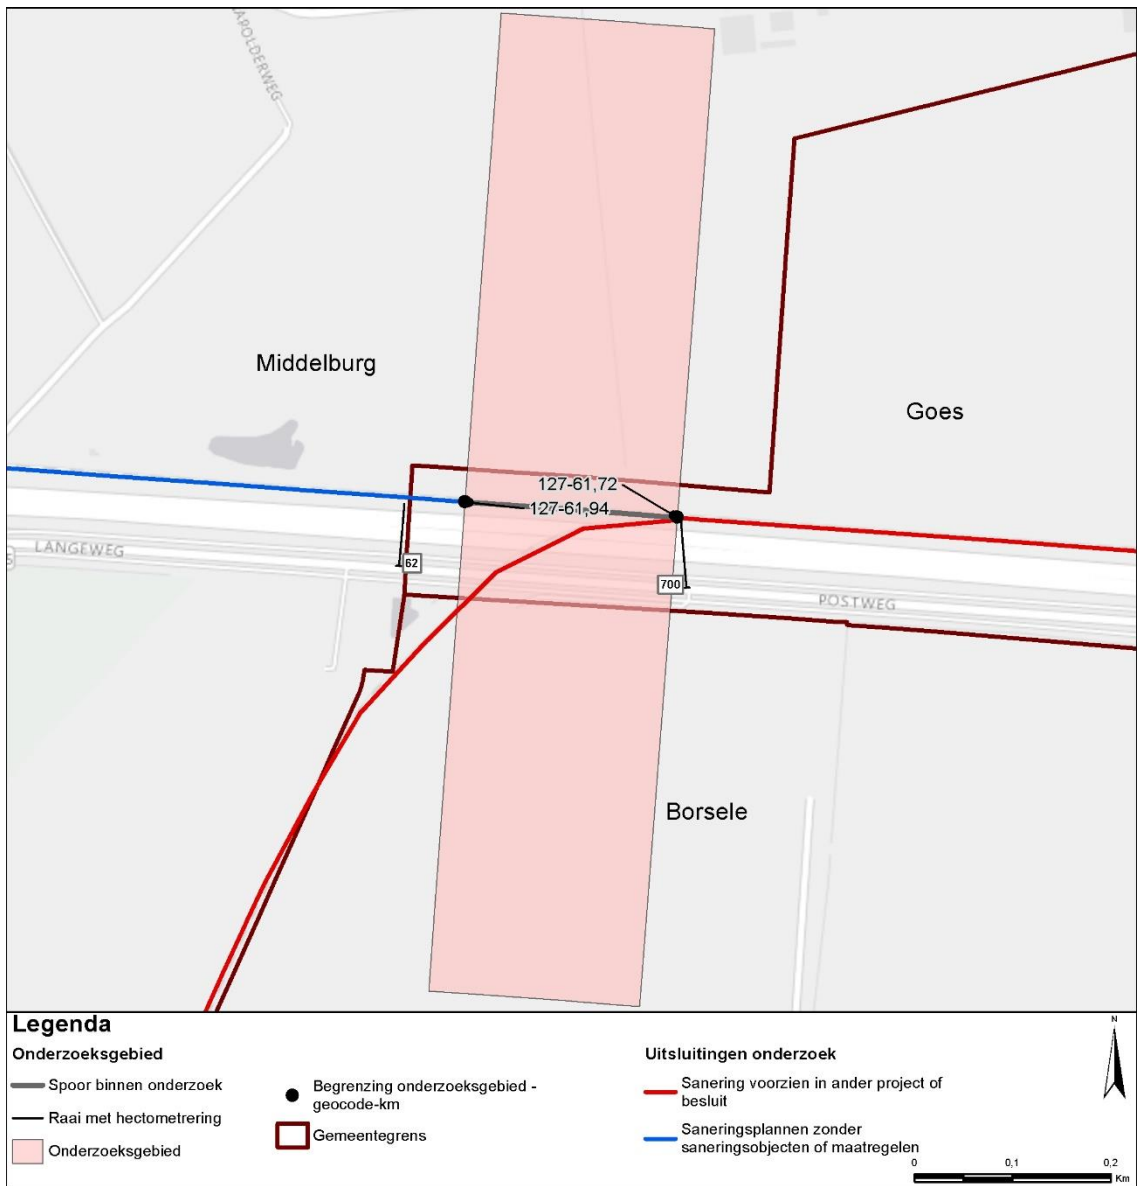 APOLDERWEG
Middelburg
Goes
127-61,72
127-61,94
LANGEWEG
62
700
POSTWEG
Borsele
Legenda
Onderzoeksgebied
Spoor binnen onderzoek
Raai met hectometrering
Onderzoeksgebied
Begrenzing onderzoeksgebied -
geocode-km
Gemeentegrens
Uitsluitingen onderzoek
Sanering voorzien in ander project of
besluit
Saneringsplannen zonder
saneringsobjecten of maatregelen
N
0 0,1 0,2
Km